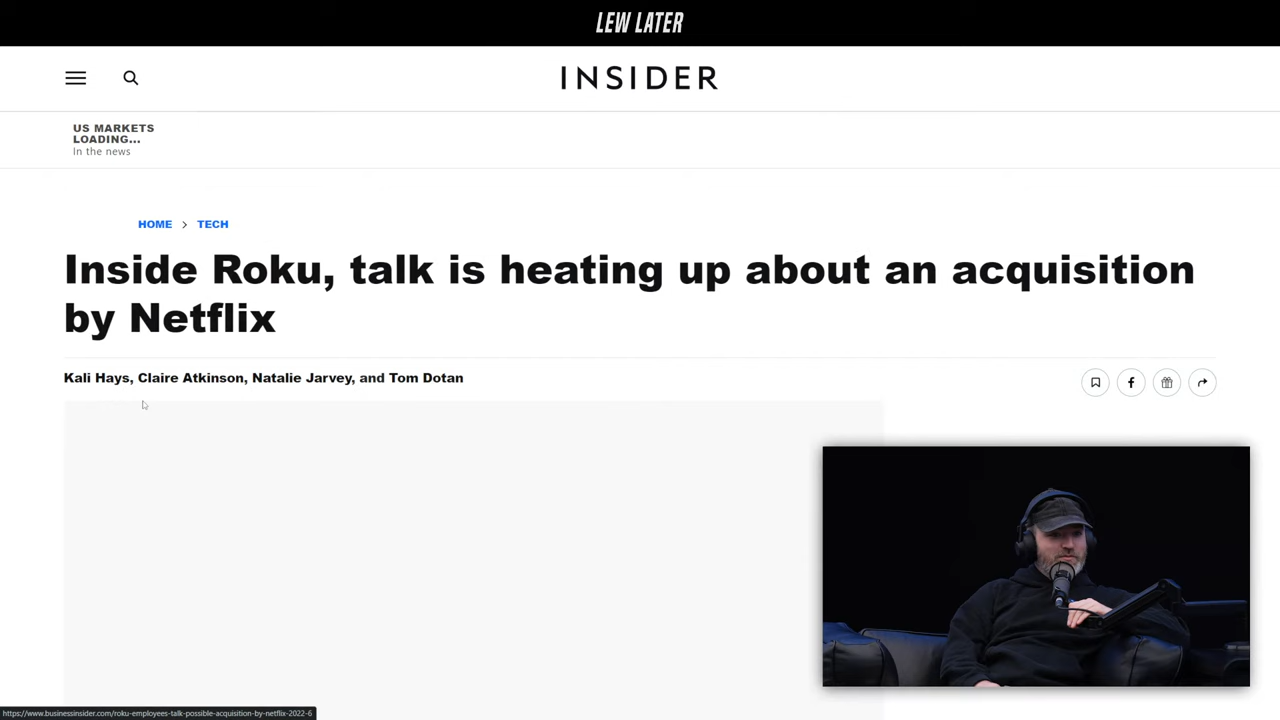 LEW LATER
INSIDER
US MARKETS
LOADING...
In the news
HOME > TECH
Inside Roku, talk is heating up about an acquisition
by Netflix
Kali Hays, Claire Atkinson, Natalie Jarvey, and Tom Dotan
https://www.businessinsider.com/roku-employees-talk-possible-acquisition-by-netflix-2022-6